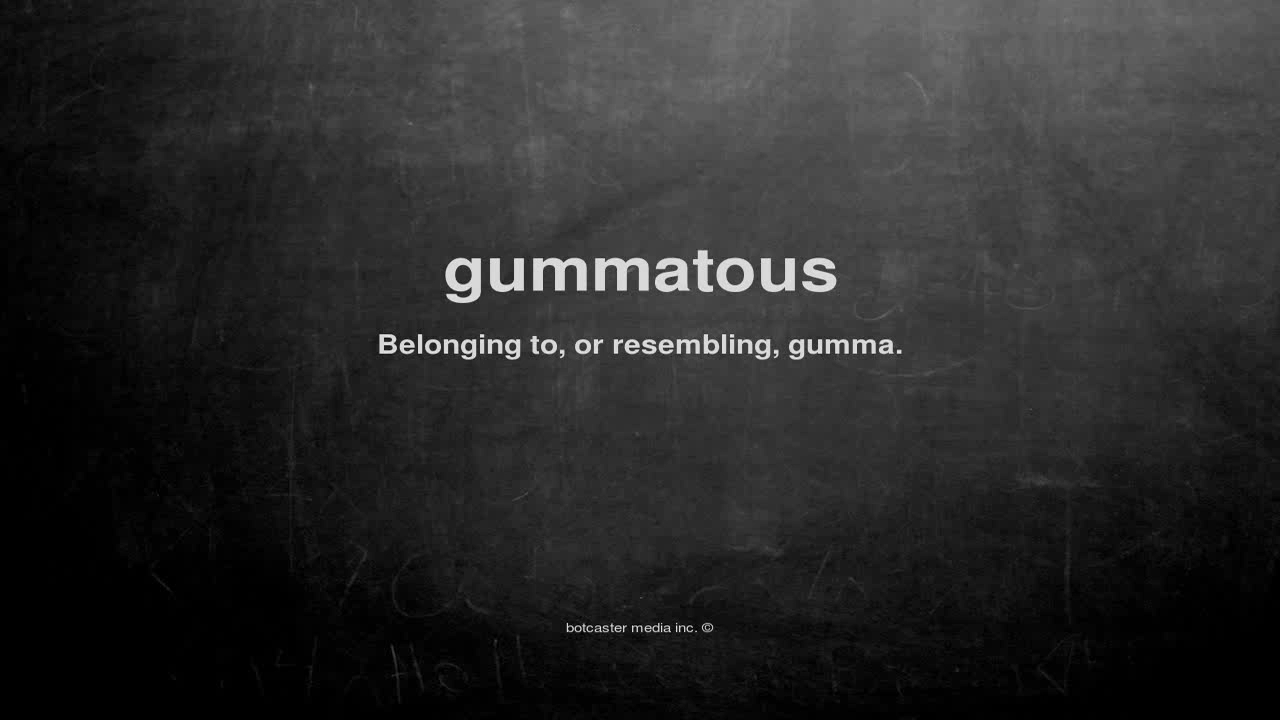 gummatous
Belonging to, or resembling, gumma.
botcaster media inc. ©